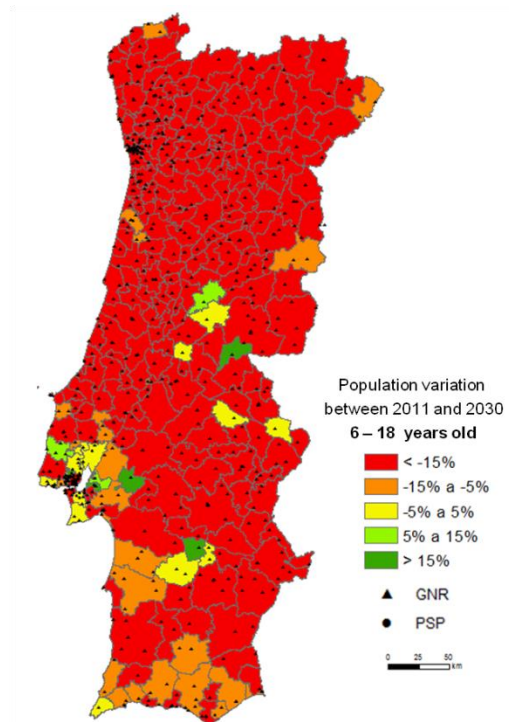 Population variation
between 2011 and 2030
6 – 18 years old
< -15%
-15% a -5%
-5% a 5%
5% a 15%
> 15%
GNR
PSP
0 25 50
km